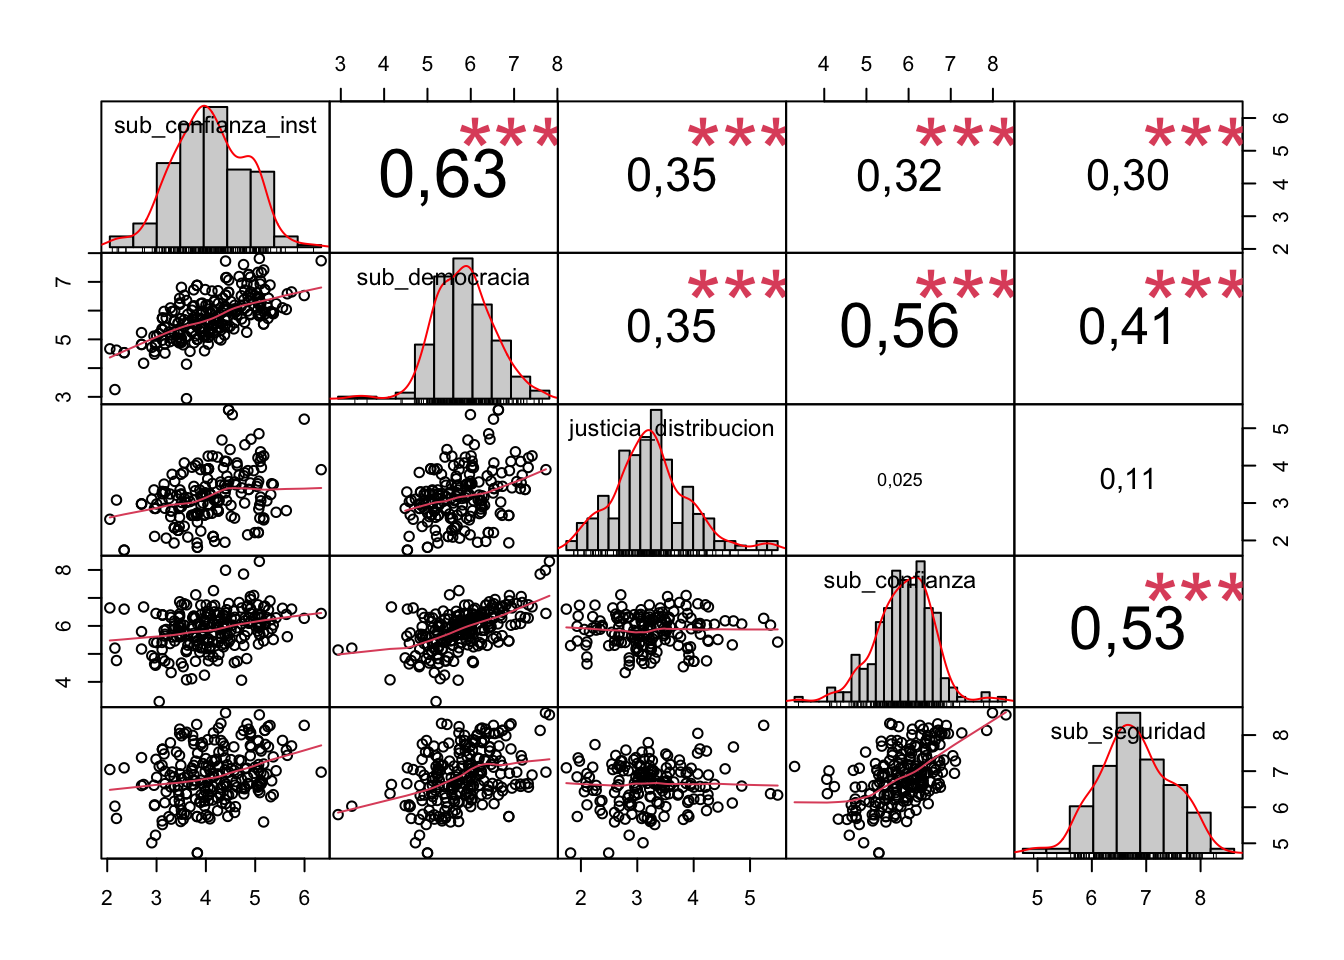 3 4 5 6 7 8 4 5 6 7 8
sub_confianza_inst 0,63 *** 0,35 *** 0,32 *** 0,30 *** 6 5 4 3 2
7 5 3 sub_democracia 0,35 *** 0,56 *** 0,41 ***
justicia_distribucion 0,025 0,11 5 4 3 2
8 6 4 sub_confianza 0,53 ***
sub_seguridad 8 7 6 5
2 3 4 5 6 2 3 4 5 5 6 7 8